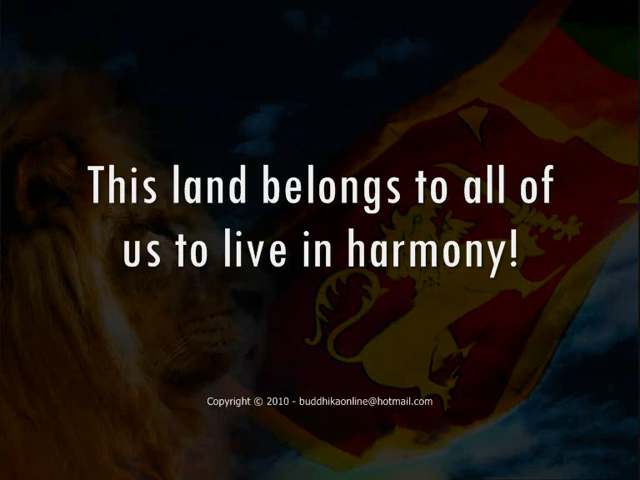 This land belongs to all of
us to live in harmony!
Copyright © 2010 - buddhikaonline@hotmail.com